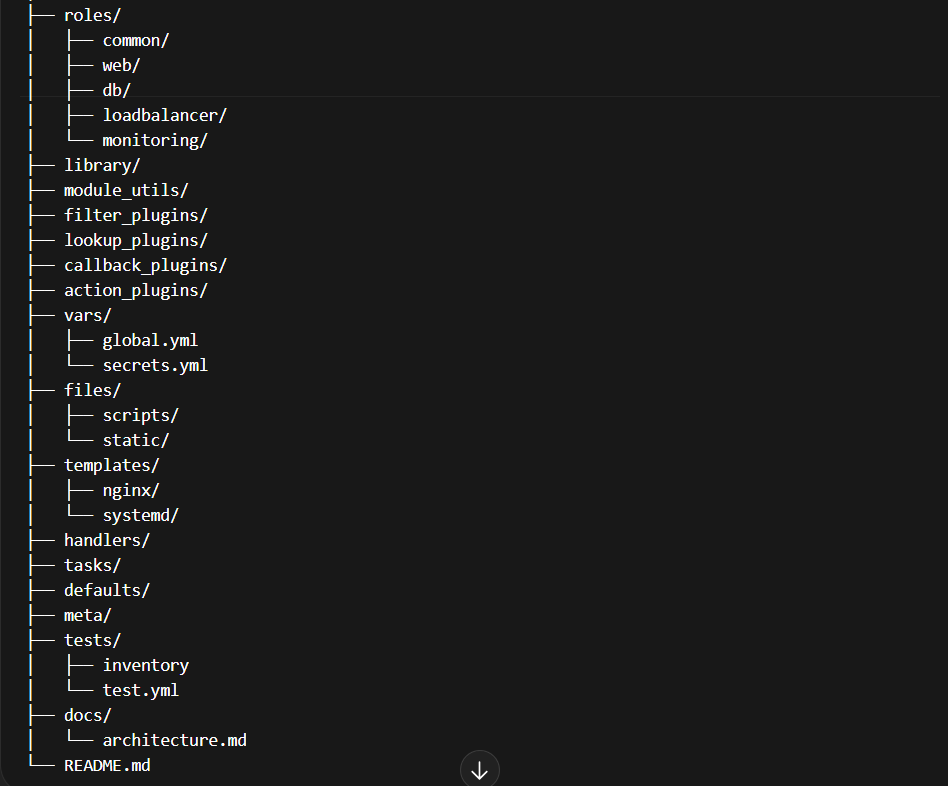 ├── roles/
│   ├── common/
│   ├── web/
│   ├── db/
│   ├── loadbalancer/
│   └── monitoring/
├── library/
├── module_utils/
├── filter_plugins/
├── lookup_plugins/
├── callback_plugins/
├── action_plugins/
├── vars/
│   ├── global.yml
│   └── secrets.yml
├── files/
│   ├── scripts/
│   └── static/
├── templates/
│   ├── nginx/
│   └── systemd/
├── handlers/
├── tasks/
├── defaults/
├── meta/
├── tests/
│   ├── inventory
│   └── test.yml
├── docs/
│   └── architecture.md
└── README.md